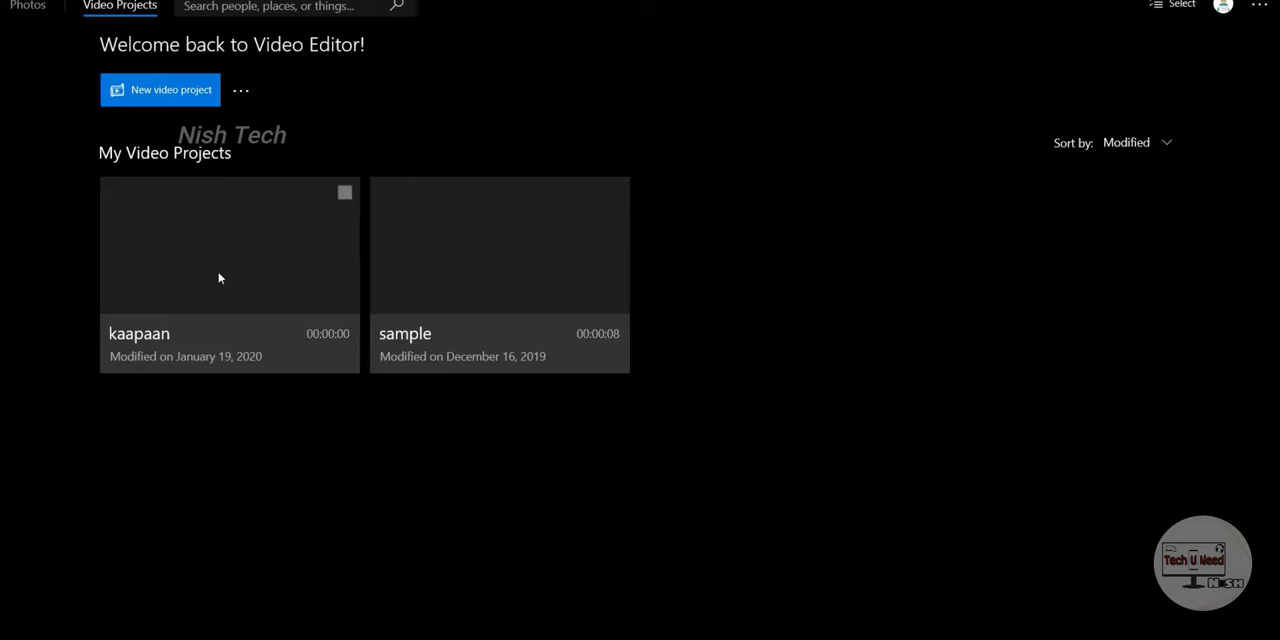 Photos
Video Projects
Search people, places, or things...
Select
Welcome back to Video Editor!
New video project
Nish Tech
My Video Projects
Sort by: Modified
kaapaan 00:00:00
Modified on January 19, 2020
sample 00:00:08
Modified on December 16, 2019
Tech U Need
NISH